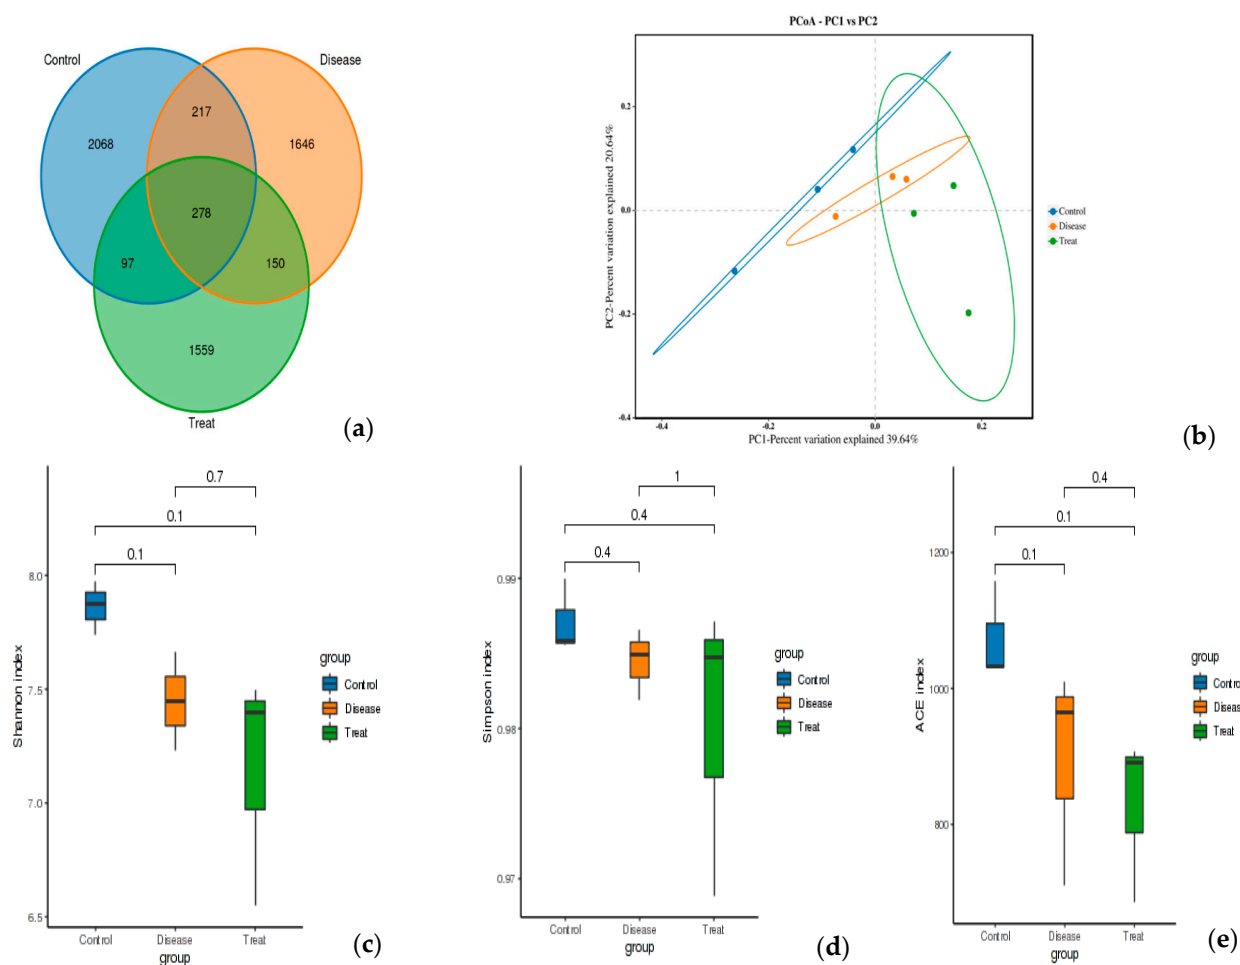 Control
Disease
217
2068
1646
278
97
150
1559
Treat
(a)
PCoA - PC1 vs PC2
PC2-Percent variation explained 20.64%
0.2
0.0
-0.2
-0.4
-0.4
-0.2
0.0
0.2
PC1-Percent variation explained 39.64%
Control
Disease
Treat
(b)
Shannon index
8.0
7.5
7.0
6.5
0.7
0.1
0.1
Control
Disease
Treat
group
group
Control
Disease
Treat
(c)
Simpson index
0.99
0.98
0.97
1
0.4
0.4
Control
Disease
Treat
group
group
Control
Disease
Treat
(d)
ACE index
1200
1000
800
0.4
0.1
0.1
Control
Disease
Treat
group
group
Contro
Diseas
Treat
(e)